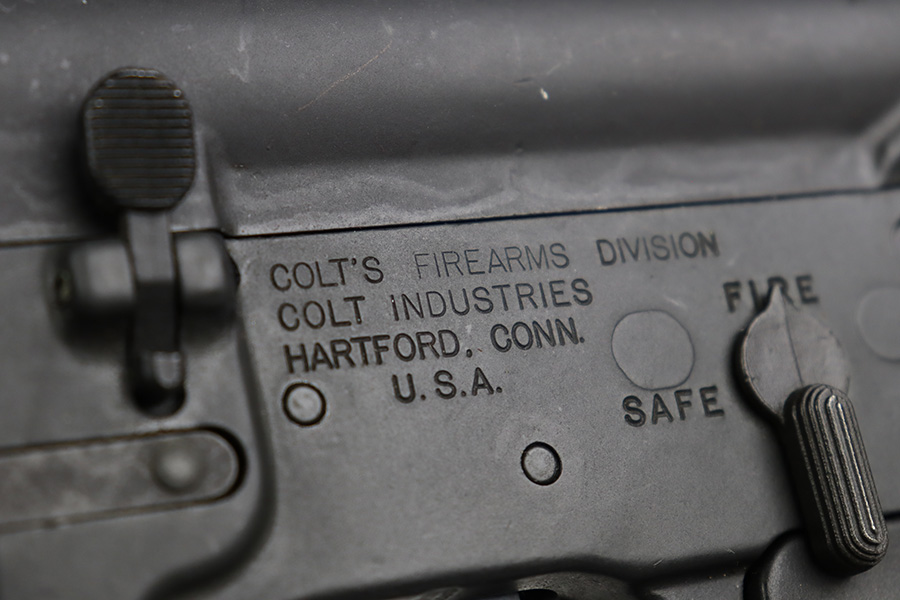 COLT'S FIREARMS DIVISION
COLT INDUSTRIES
HARTFORD, CONN.
U.S.A.
FIRE
SAFE